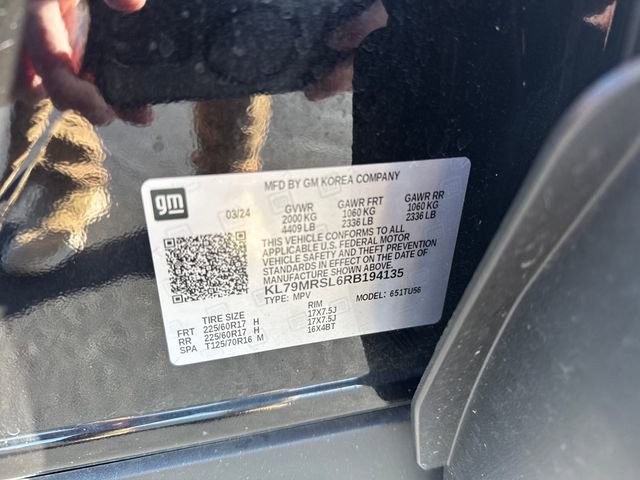 MFD BY GM KOREA COMPANY
gm
03/24
GVWR GAWR FRT GAWR RR
2000 KG 1060 KG 1060 KG
4409 LB 2336 LB 2336 LB
THIS VEHICLE CONFORMS TO ALL
APPLICABLE U.S. FEDERAL MOTOR
VEHICLE SAFETY AND THEFT PREVENTION
STANDARDS IN EFFECT ON THE DATE OF
MANUFACTURE SHOWN ABOVE.
KL79MRSL6RB194135
TYPE: MPV MODEL: 651TU56
TIRE SIZE RIM
FRT 225/60R17 H 17X7.5J
RR 225/60R17 H 17X7.5J
SPA T125/70R16 M 16X4BT